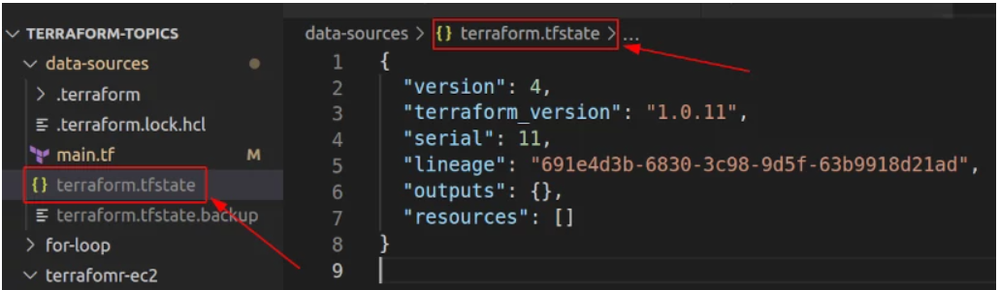 TERRAFORM-TOPICS
data-sources
.terraform
.terraform.lock.hcl
main.tf M
{} terraform.tfstate
terraform.tfstate.backup
for-loop
terrafomr-ec2
data-sources > {} terraform.tfstate > ...
1 {
2 "version": 4,
3 "terraform_version": "1.0.11",
4 "serial": 11,
5 "lineage": "691e4d3b-6830-3c98-9d5f-63b9918d21ad",
6 "outputs": {},
7 "resources": []
8 }
9